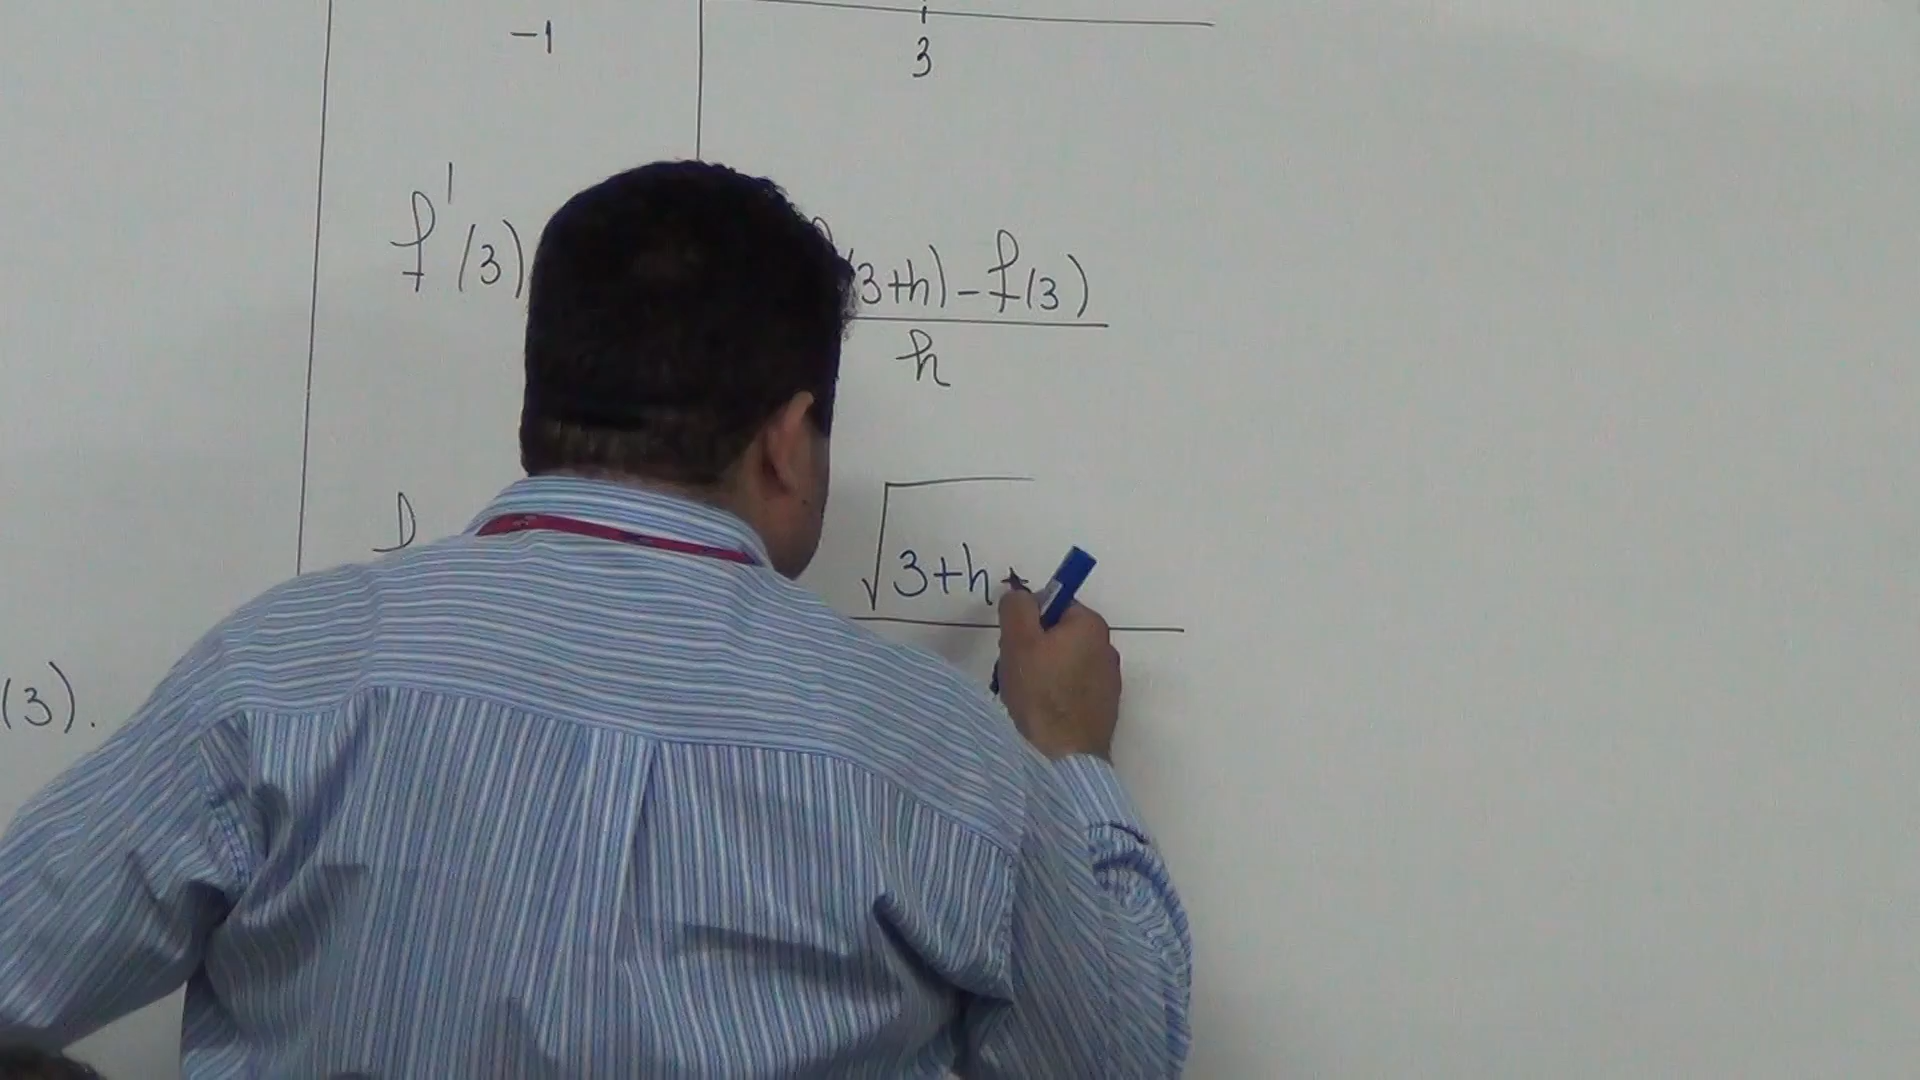 -1
3
f'(3) (3+h) - f(3)
h
√3+h +
(3).